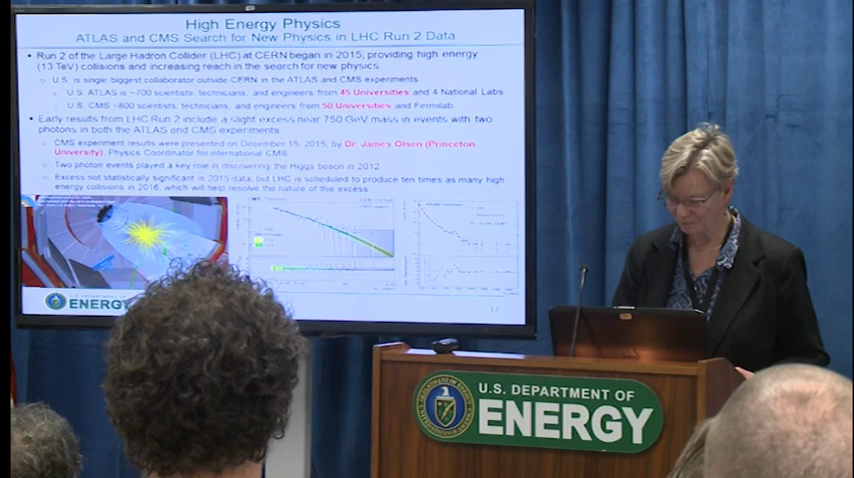 High Energy Physics
ATLAS and CMS Search for New Physics in LHC Run 2 Data
Run 2 of the Large Hadron Collider (LHC) at CERN began in 2015, providing high energy
(13 TeV) collisions and increasing reach in the search for new physics
U.S. is single biggest collaborator outside CERN in the ATLAS and CMS experiments
U.S. ATLAS is ~700 scientists, technicians, and engineers from 45 Universities and 4 National Labs
U.S. CMS ~800 scientists, technicians, and engineers from 50 Universities and Fermilab
Early results from LHC Run 2 include a slight excess near 750 GeV mass in events with two
photons in both the ATLAS and CMS experiments
CMS experiment results were presented on December 15, 2015, by Dr. James Olsen (Princeton
University), Physics Coordinator for international CMS
Two photon events played a key role in discovering the Higgs boson in 2012
Excess not statistically significant in 2015 data, but LHC is scheduled to produce ten times as many high
energy collisions in 2016, which will help resolve the nature of this excess
U.S. DEPARTMENT OF
ENERGY
U.S. DEPARTMENT OF
ENERGY